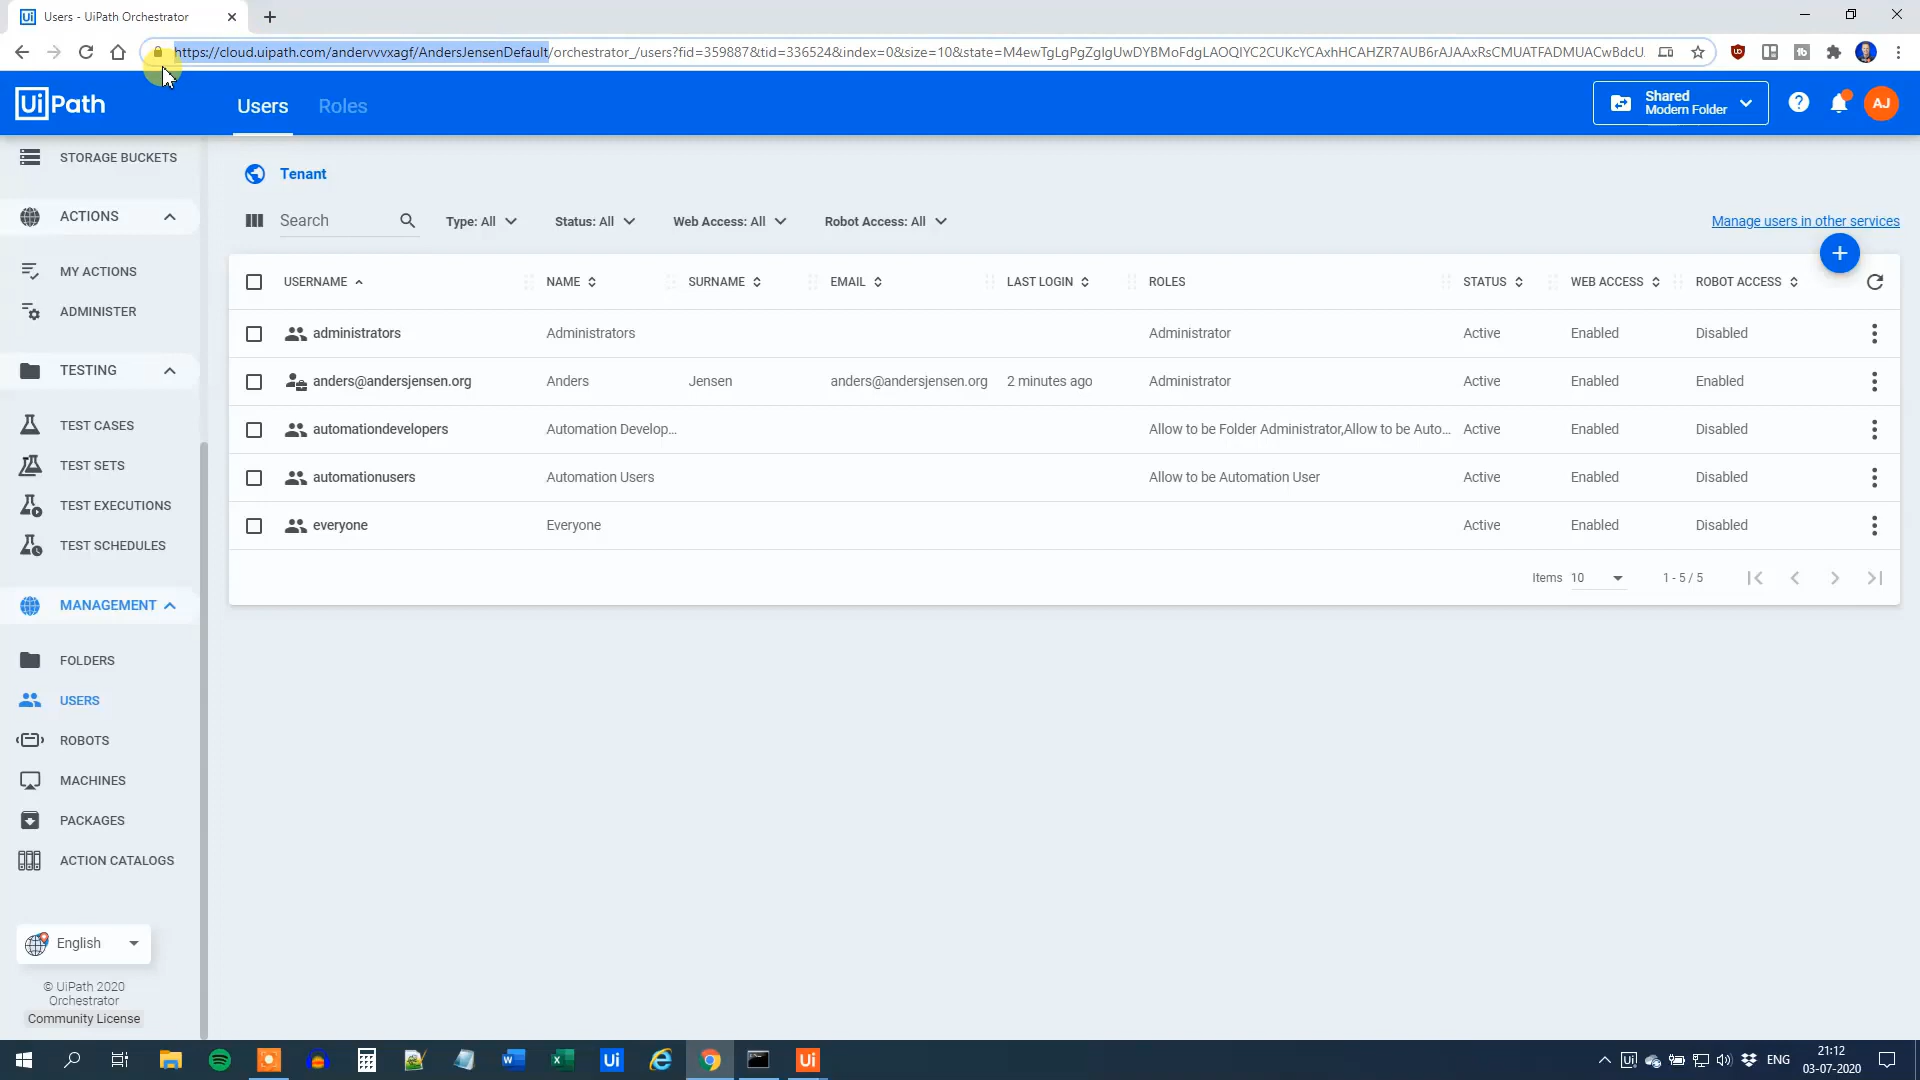 Users - UiPath Orchestrator
https://cloud.uipath.com/andervvvxagf/AndersJensenDefault/orchestrator_/users?fid=359887&tid=336524&index=0&size=10&state=
UiPath
Users
Roles
Shared
Modern Folder
AJ
STORAGE BUCKETS
ACTIONS
MY ACTIONS
ADMINISTER
TESTING
TEST CASES
TEST SETS
TEST EXECUTIONS
TEST SCHEDULES
MANAGEMENT
FOLDERS
USERS
ROBOTS
MACHINES
PACKAGES
ACTION CATALOGS
English
© UiPath 2020
Orchestrator
Community License
Tenant
Search
Type: All
Status: All
Web Access: All
Robot Access: All
Manage users in other services
USERNAME NAME SURNAME EMAIL LAST LOGIN ROLES STATUS WEB ACCESS ROBOT ACCESS
administrators Administrators Administrator Active Enabled Disabled
anders@andersjensen.org Anders Jensen anders@andersjensen.org 2 minutes ago Administrator Active Enabled Enabled
automationdevelopers Automation Develop... Allow to be Folder Administrator,Allow to be Auto... Active Enabled Disabled
automationusers Automation Users Allow to be Automation User Active Enabled Disabled
everyone Everyone Active Enabled Disabled
Items 10 1 - 5 / 5
ENG
21:12
03-07-2020